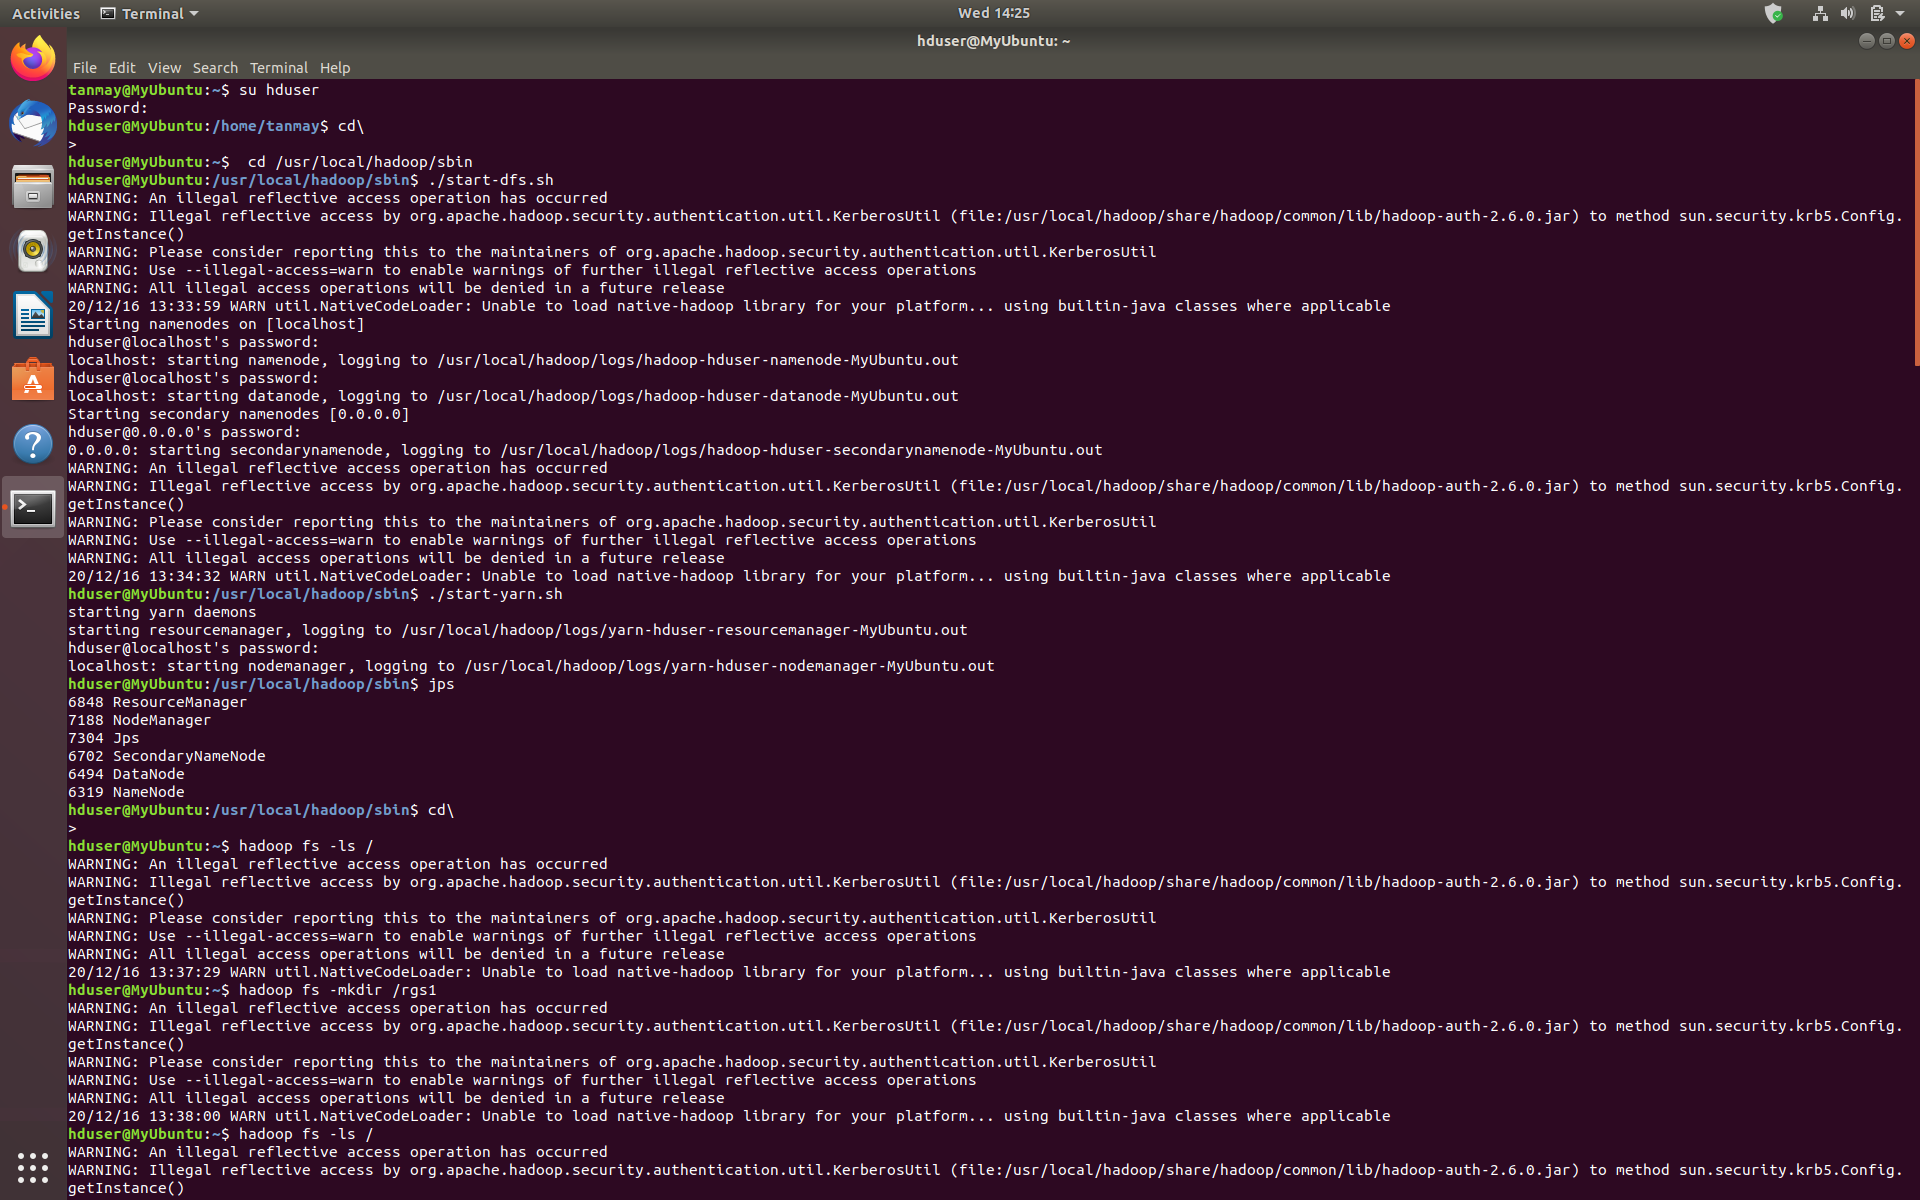 Activities Terminal Wed 14:25
hduser@MyUbuntu: ~
File Edit View Search Terminal Help
tanmay@MyUbuntu:~$ su hduser
Password:
hduser@MyUbuntu:/home/tanmay$ cd\
>
hduser@MyUbuntu:~$  cd /usr/local/hadoop/sbin
hduser@MyUbuntu:/usr/local/hadoop/sbin$ ./start-dfs.sh
WARNING: An illegal reflective access operation has occurred
WARNING: Illegal reflective access by org.apache.hadoop.security.authentication.util.KerberosUtil (file:/usr/local/hadoop/share/hadoop/common/lib/hadoop-auth-2.6.0.jar) to method sun.security.krb5.Config.
getInstance()
WARNING: Please consider reporting this to the maintainers of org.apache.hadoop.security.authentication.util.KerberosUtil
WARNING: Use --illegal-access=warn to enable warnings of further illegal reflective access operations
WARNING: All illegal access operations will be denied in a future release
20/12/16 13:33:59 WARN util.NativeCodeLoader: Unable to load native-hadoop library for your platform... using builtin-java classes where applicable
Starting namenodes on [localhost]
hduser@localhost's password:
localhost: starting namenode, logging to /usr/local/hadoop/logs/hadoop-hduser-namenode-MyUbuntu.out
hduser@localhost's password:
localhost: starting datanode, logging to /usr/local/hadoop/logs/hadoop-hduser-datanode-MyUbuntu.out
Starting secondary namenodes [0.0.0.0]
hduser@0.0.0.0's password:
0.0.0.0: starting secondarynamenode, logging to /usr/local/hadoop/logs/hadoop-hduser-secondarynamenode-MyUbuntu.out
WARNING: An illegal reflective access operation has occurred
WARNING: Illegal reflective access by org.apache.hadoop.security.authentication.util.KerberosUtil (file:/usr/local/hadoop/share/hadoop/common/lib/hadoop-auth-2.6.0.jar) to method sun.security.krb5.Config.
getInstance()
WARNING: Please consider reporting this to the maintainers of org.apache.hadoop.security.authentication.util.KerberosUtil
WARNING: Use --illegal-access=warn to enable warnings of further illegal reflective access operations
WARNING: All illegal access operations will be denied in a future release
20/12/16 13:34:32 WARN util.NativeCodeLoader: Unable to load native-hadoop library for your platform... using builtin-java classes where applicable
hduser@MyUbuntu:/usr/local/hadoop/sbin$ ./start-yarn.sh
starting yarn daemons
starting resourcemanager, logging to /usr/local/hadoop/logs/yarn-hduser-resourcemanager-MyUbuntu.out
hduser@localhost's password:
localhost: starting nodemanager, logging to /usr/local/hadoop/logs/yarn-hduser-nodemanager-MyUbuntu.out
hduser@MyUbuntu:/usr/local/hadoop/sbin$ jps
6848 ResourceManager
7188 NodeManager
7304 Jps
6702 SecondaryNameNode
6494 DataNode
6319 NameNode
hduser@MyUbuntu:/usr/local/hadoop/sbin$ cd\
>
hduser@MyUbuntu:~$ hadoop fs -ls /
WARNING: An illegal reflective access operation has occurred
WARNING: Illegal reflective access by org.apache.hadoop.security.authentication.util.KerberosUtil (file:/usr/local/hadoop/share/hadoop/common/lib/hadoop-auth-2.6.0.jar) to method sun.security.krb5.Config.
getInstance()
WARNING: Please consider reporting this to the maintainers of org.apache.hadoop.security.authentication.util.KerberosUtil
WARNING: Use --illegal-access=warn to enable warnings of further illegal reflective access operations
WARNING: All illegal access operations will be denied in a future release
20/12/16 13:37:29 WARN util.NativeCodeLoader: Unable to load native-hadoop library for your platform... using builtin-java classes where applicable
hduser@MyUbuntu:~$ hadoop fs -mkdir /rgs1
WARNING: An illegal reflective access operation has occurred
WARNING: Illegal reflective access by org.apache.hadoop.security.authentication.util.KerberosUtil (file:/usr/local/hadoop/share/hadoop/common/lib/hadoop-auth-2.6.0.jar) to method sun.security.krb5.Config.
getInstance()
WARNING: Please consider reporting this to the maintainers of org.apache.hadoop.security.authentication.util.KerberosUtil
WARNING: Use --illegal-access=warn to enable warnings of further illegal reflective access operations
WARNING: All illegal access operations will be denied in a future release
20/12/16 13:38:00 WARN util.NativeCodeLoader: Unable to load native-hadoop library for your platform... using builtin-java classes where applicable
hduser@MyUbuntu:~$ hadoop fs -ls /
WARNING: An illegal reflective access operation has occurred
WARNING: Illegal reflective access by org.apache.hadoop.security.authentication.util.KerberosUtil (file:/usr/local/hadoop/share/hadoop/common/lib/hadoop-auth-2.6.0.jar) to method sun.security.krb5.Config.
getInstance()